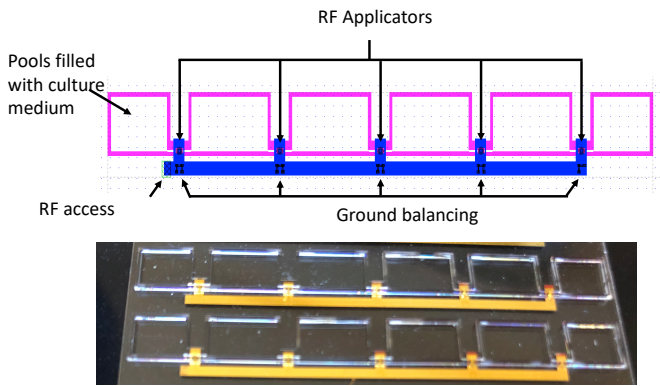 RF Applicators
Pools filled
with culture
medium
RF access
Ground balancing